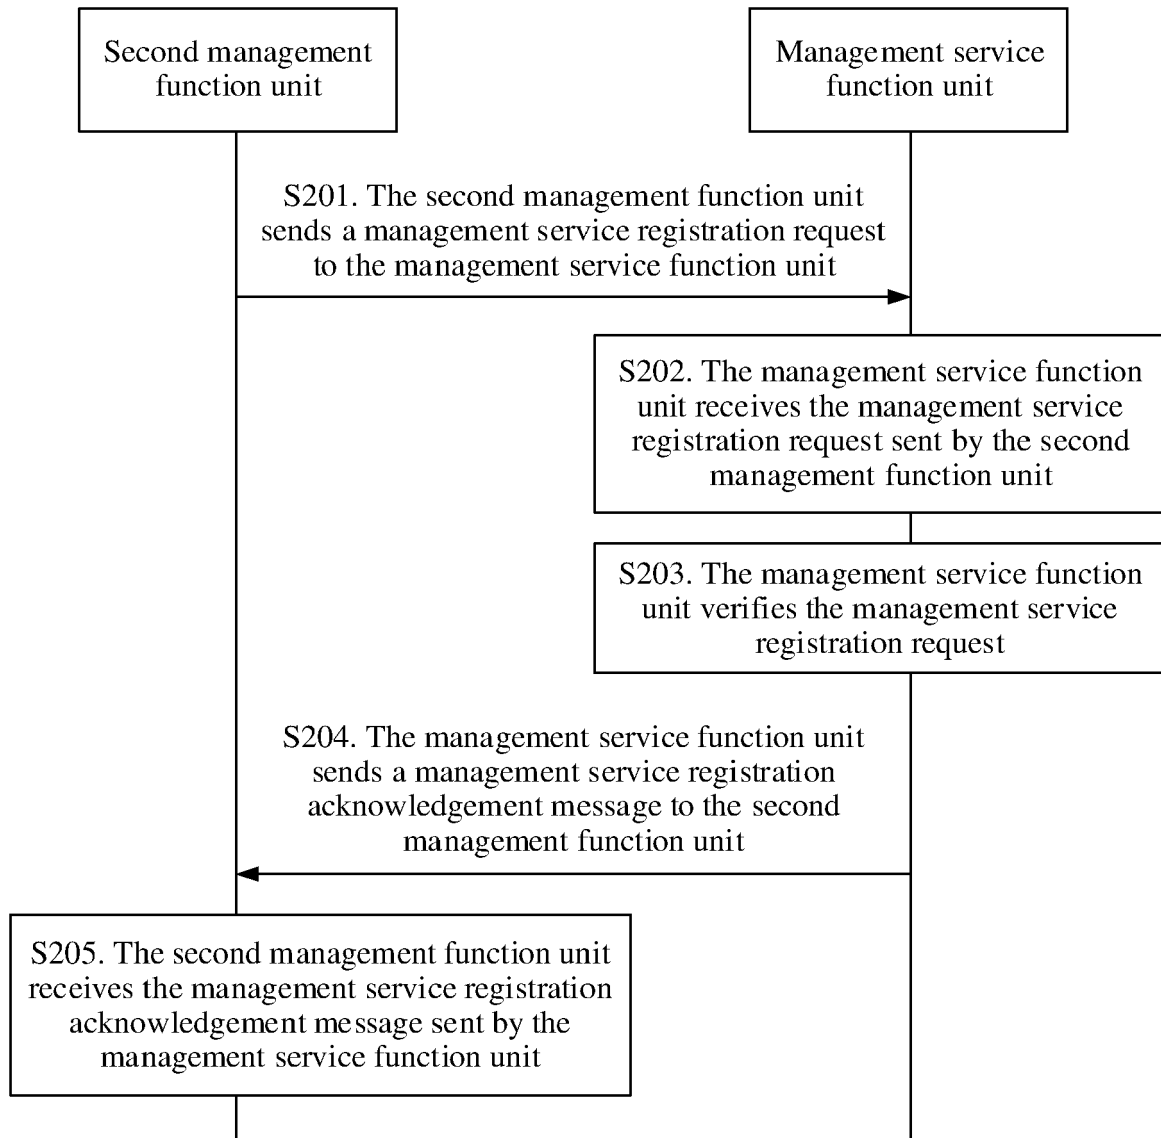 Second management
function unit
Management service
function unit
S201. The second management function unit
sends a management service registration request
to the management service function unit
S202. The management service function
unit receives the management service
registration request sent by the second
management function unit
S203. The management service function
unit verifies the management service
registration request
S204. The management service function unit
sends a management service registration
acknowledgement message to the second
management function unit
S205. The second management function unit
receives the management service registration
acknowledgement message sent by the
management service function unit